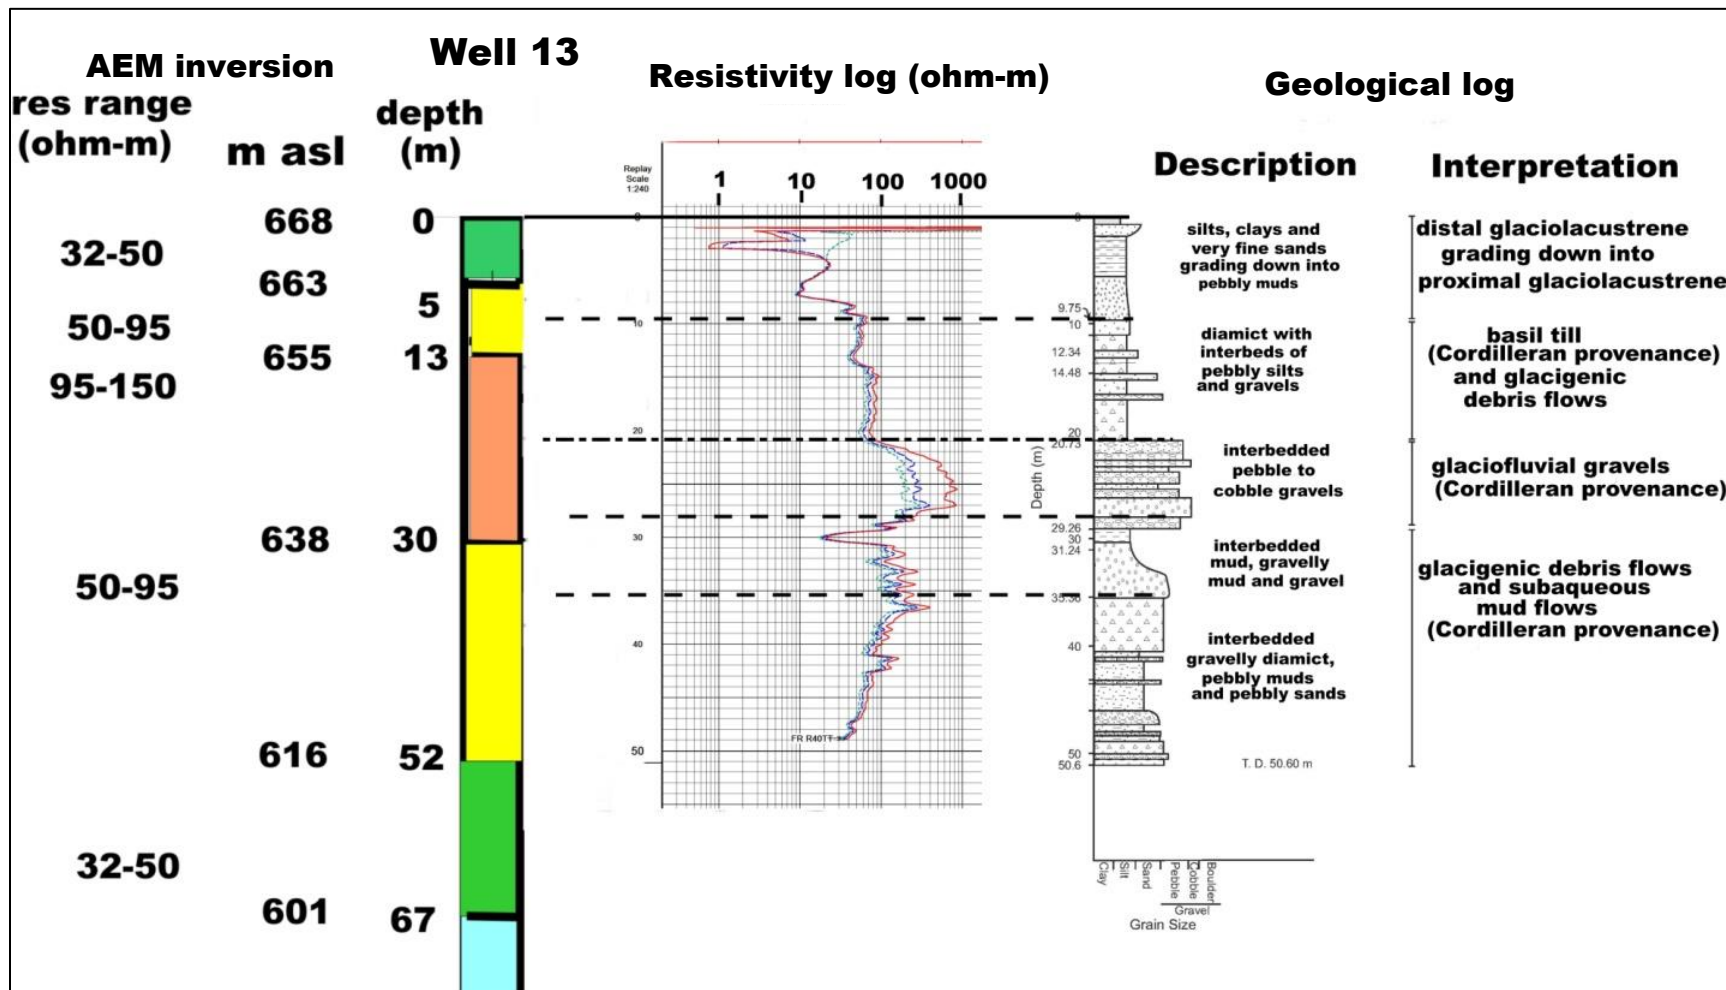 Well 13
AEM inversion
res range
(ohm-m)
m asl
depth
(m)
Resistivity log (ohm-m)
Geological log
Description
Interpretation
Replay
Scale
1:240
1
10
100
1000
668
0
32-50
663
5
50-95
655
13
95-150
638
30
50-95
616
52
32-50
601
67
0
10
20
30
40
50
FR R40TT
Depth (m)
0
9.75
10
12.34
14.48
20
20.73
29.26
30
31.24
35.36
40
50
50.6
silts, clays and
very fine sands
grading down into
pebbly muds
diamict with
interbeds of
pebbly silts
and gravels
interbedded
pebble to
cobble gravels
interbedded
mud, gravelly
mud and gravel
interbedded
gravelly diamict,
pebbly muds
and pebbly sands
T. D. 50.60 m
distal glaciolacustrene
grading down into
proximal glaciolacustrene
basil till
(Cordilleran provenance)
and glacigenic
debris flows
glaciofluvial gravels
(Cordilleran provenance)
glacigenic debris flows
and subaqueous
mud flows
(Cordilleran provenance)
Clay
Silt
Sand
Pebble
Cobble
Boulder
Gravel
Grain Size